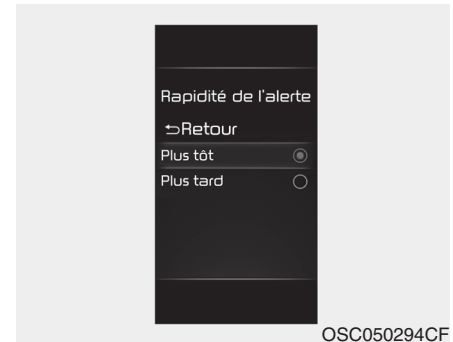 Rapidité de l'alerte
⮌Retour
Plus tôt
Plus tard
OSC050294CF